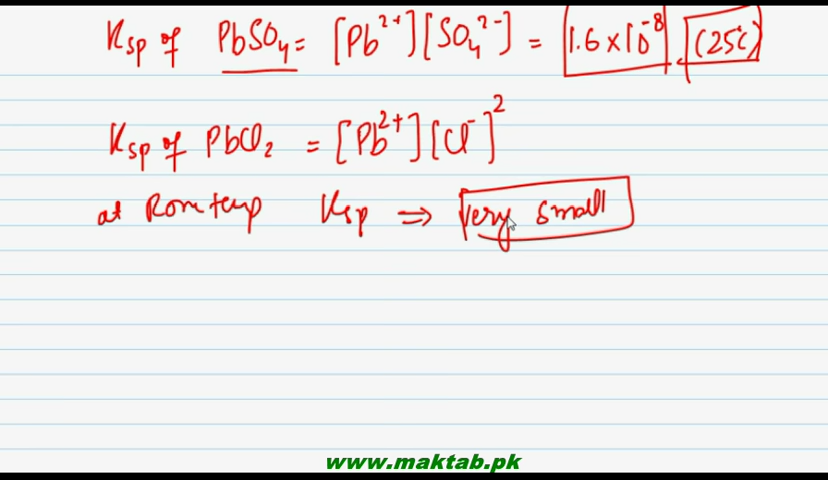 Ksp of PbSO₄ = [Pb²⁺][SO₄²⁻] = 1.6×10⁻⁸ (25°C)
Ksp of PbCl₂ = [Pb²⁺][Cl⁻]²
at Rom temp Ksp ⇒ Very small
www.maktab.pk